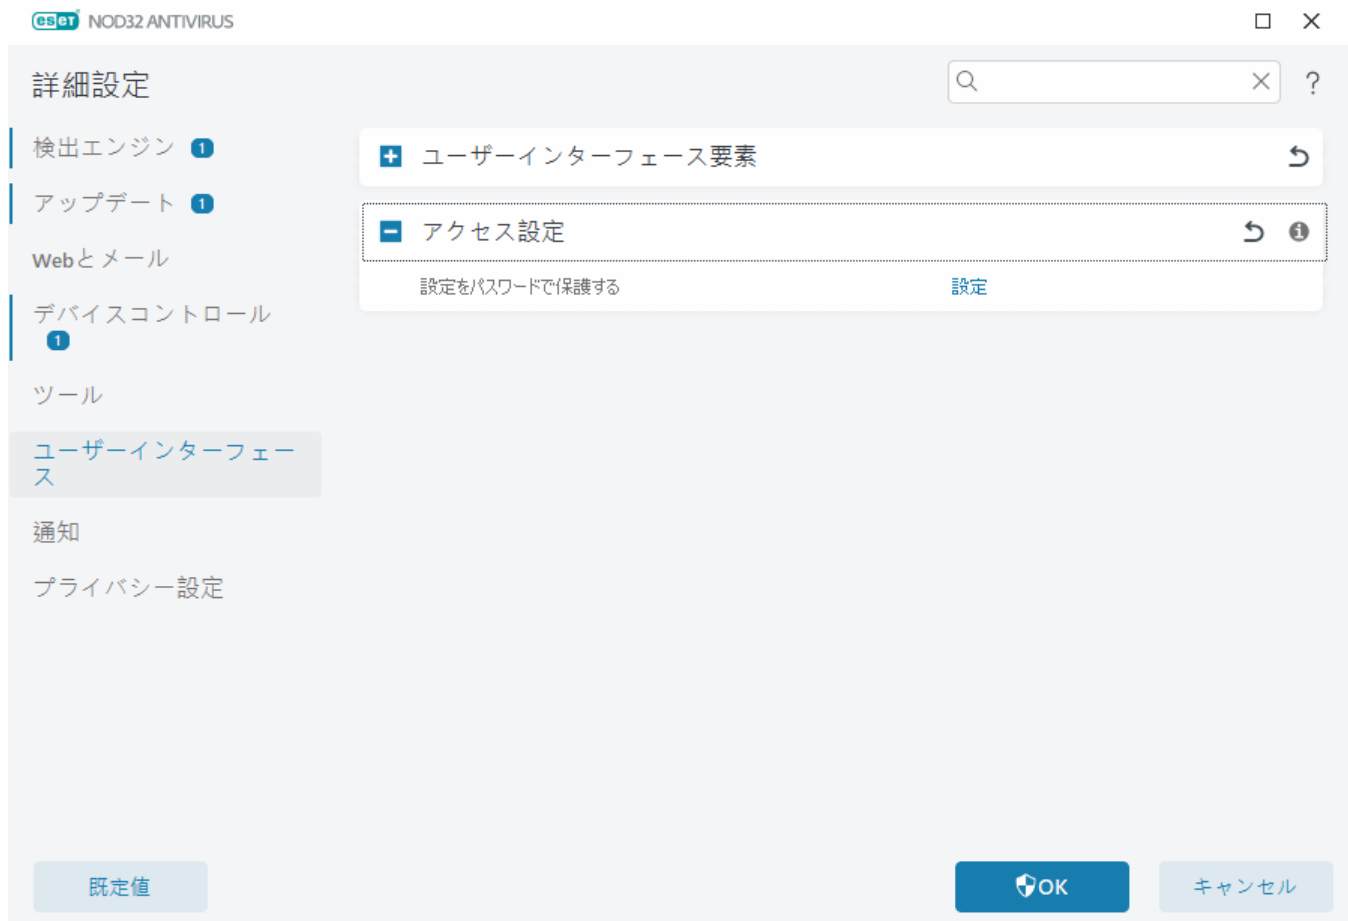 eset NOD32 ANTIVIRUS
詳細設定
?
検出エンジン 1
アップデート 1
Webとメール
デバイスコントロール
1
ツール
ユーザーインターフェー
ス
通知
プライバシー設定
ユーザーインターフェース要素
アクセス設定
設定をパスワードで保護する 設定
既定値
OK
キャンセル